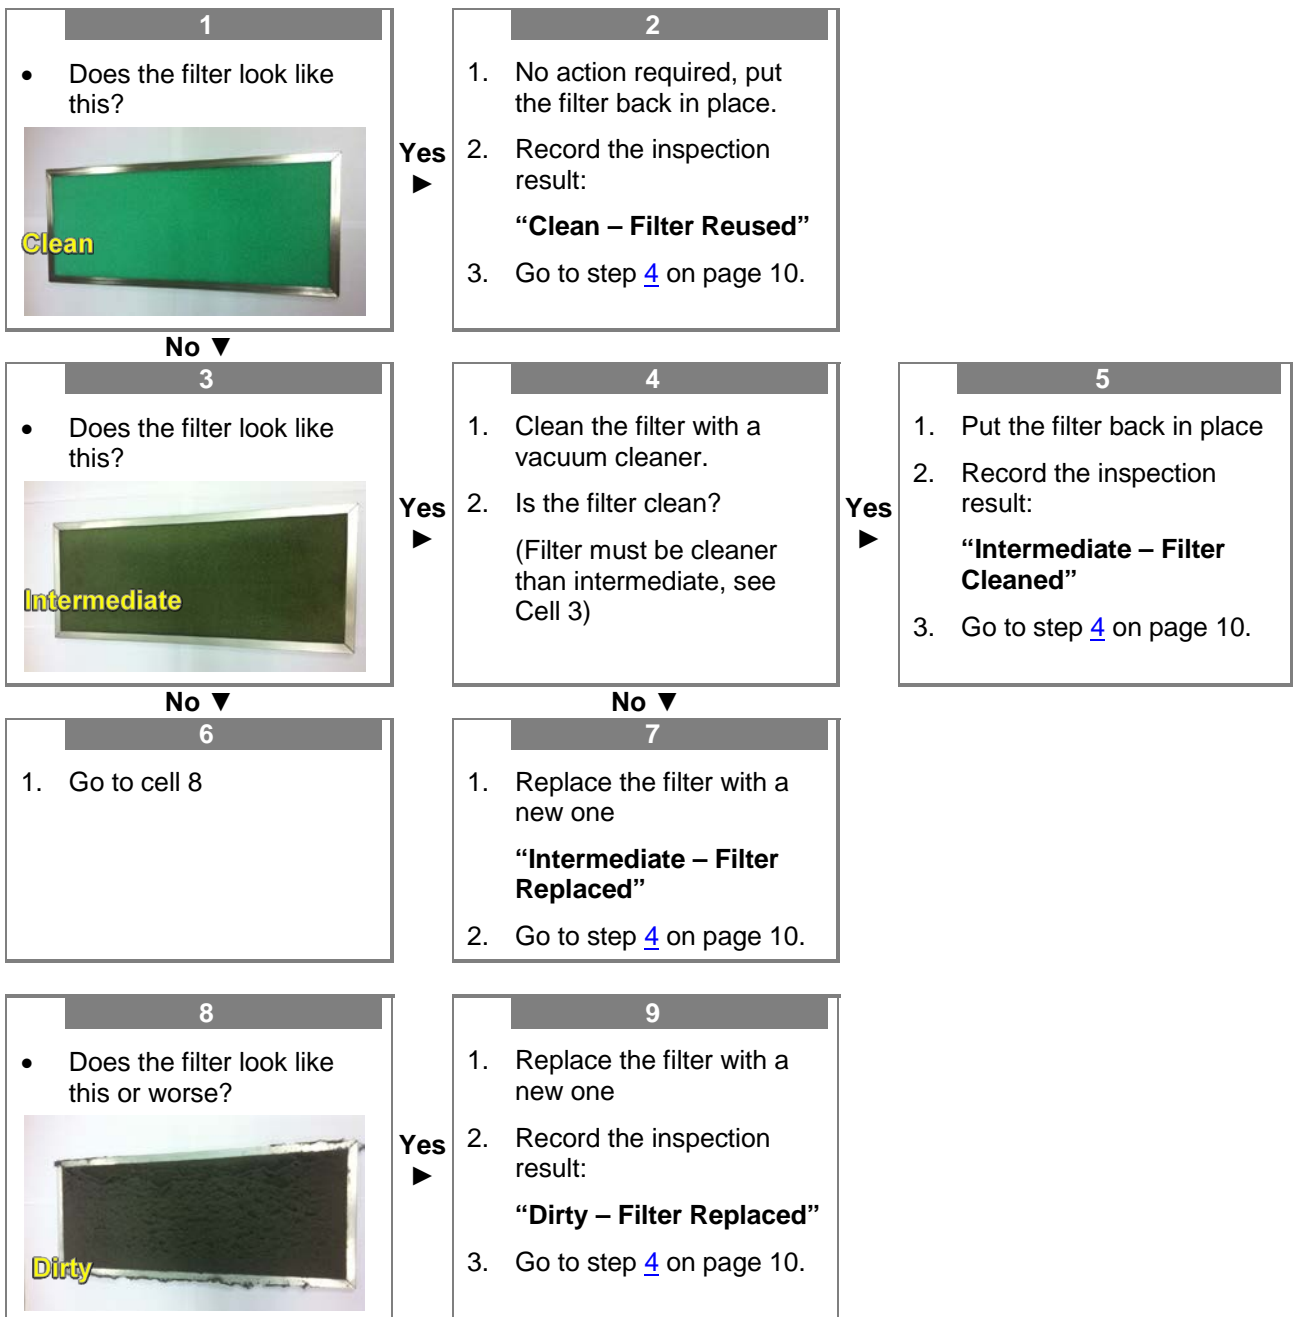 1
• Does the filter look like
this?
Clean
Yes
►
2
1. No action required, put
the filter back in place.
2. Record the inspection
result:
“Clean – Filter Reused”
3. Go to step 4 on page 10.
No ▼
3
• Does the filter look like
this?
Intermediate
Yes
►
4
1. Clean the filter with a
vacuum cleaner.
2. Is the filter clean?
(Filter must be cleaner
than intermediate, see
Cell 3)
Yes
►
5
1. Put the filter back in place
2. Record the inspection
result:
“Intermediate – Filter
Cleaned”
3. Go to step 4 on page 10.
No ▼
6
1. Go to cell 8
No ▼
7
1. Replace the filter with a
new one
“Intermediate – Filter
Replaced”
2. Go to step 4 on page 10.
8
• Does the filter look like
this or worse?
Dirty
Yes
►
9
1. Replace the filter with a
new one
2. Record the inspection
result:
“Dirty – Filter Replaced”
3. Go to step 4 on page 10.